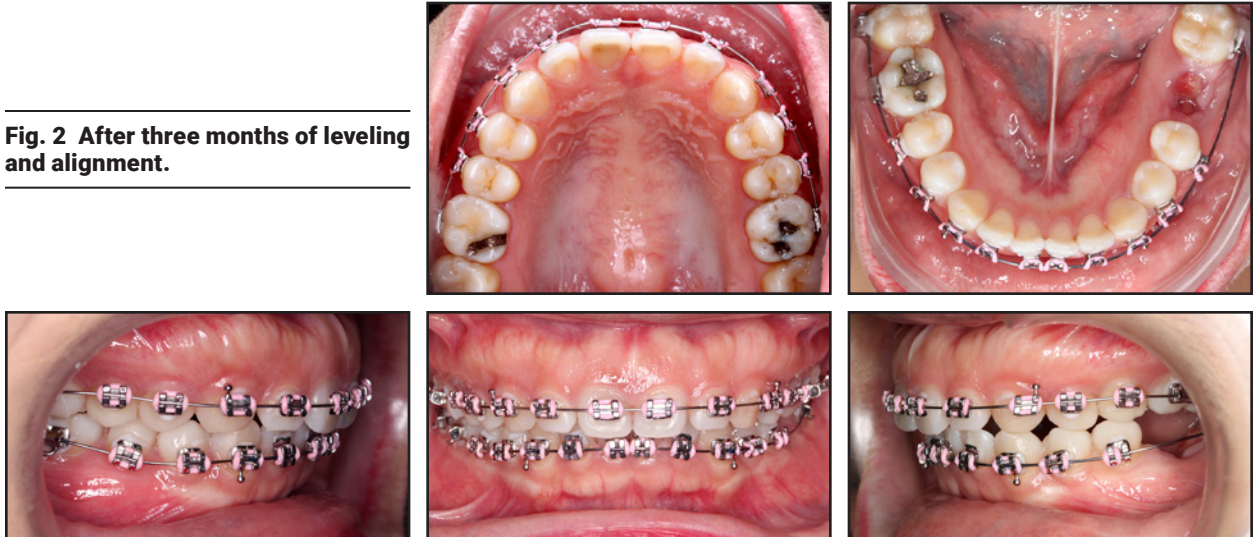 Fig. 2 After three months of leveling
and alignment.